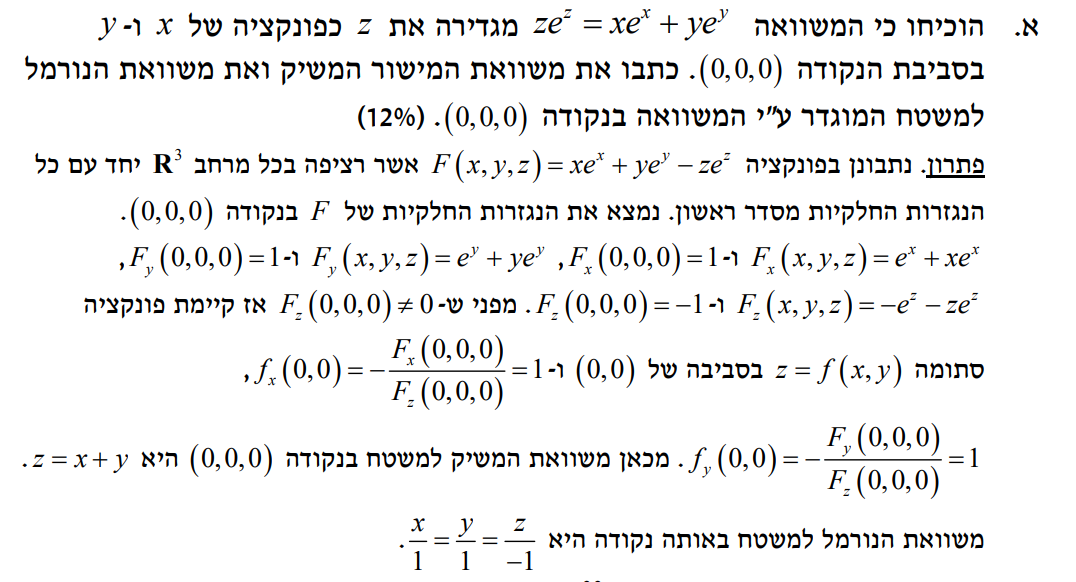 א. הוכיחו כי המשוואה ze^z = xe^x + ye^y מגדירה את z כפונקציה של x ו- y
בסביבת הנקודה (0,0,0). כתבו את משוואת המישור המשיק ואת משוואת הנורמל
למשטח המוגדר ע"י המשוואה בנקודה (0,0,0). (12%)
פתרון. נתבונן בפונקציה F(x, y, z) = xe^x + ye^y − ze^z אשר רציפה בכל מרחב R^3 יחד עם כל
הנגזרות החלקיות מסדר ראשון. נמצא את הנגזרות החלקיות של F בנקודה (0,0,0).
F_x(x, y, z) = e^x + xe^x ו- F_x(0,0,0) = 1, F_y(x, y, z) = e^y + ye^y ו- F_y(0,0,0) = 1,
F_z(x, y, z) = −e^z − ze^z ו- F_z(0,0,0) = −1. מפני ש- F_z(0,0,0) ≠ 0 אז קיימת פונקציה
סתומה z = f(x, y) בסביבה של (0,0) ו- f_x(0,0) = − F_x(0,0,0) / F_z(0,0,0) = 1,
f_y(0,0) = − F_y(0,0,0) / F_z(0,0,0) = 1. מכאן משוואת המשיק למשטח בנקודה (0,0,0) היא z = x + y.
משוואת הנורמל למשטח באותה נקודה היא x/1 = y/1 = z/−1.